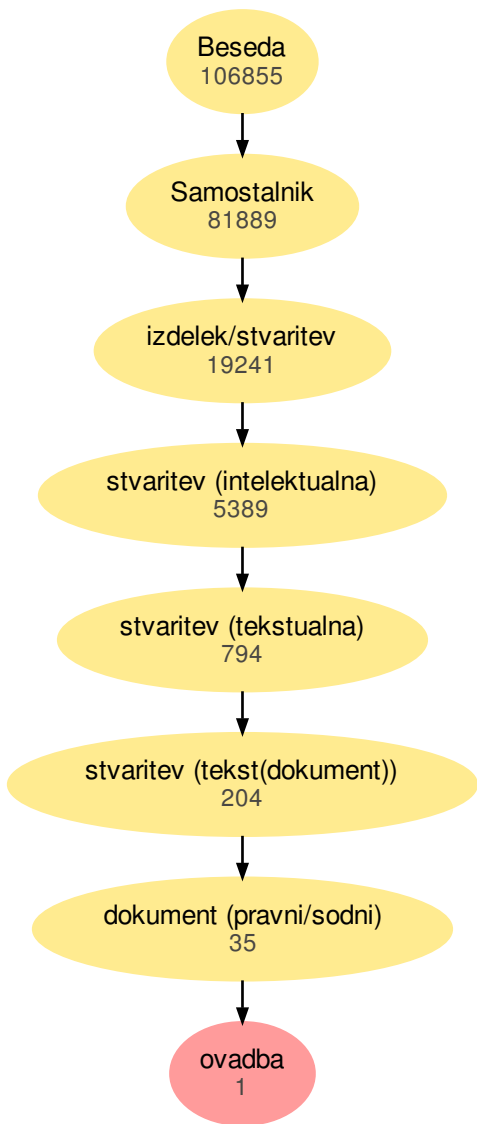 Beseda
106855
Samostalnik
81889
izdelek/stvaritev
19241
stvaritev (intelektualna)
5389
stvaritev (tekstualna)
794
stvaritev (tekst(dokument))
204
dokument (pravni/sodni)
35
ovadba
1